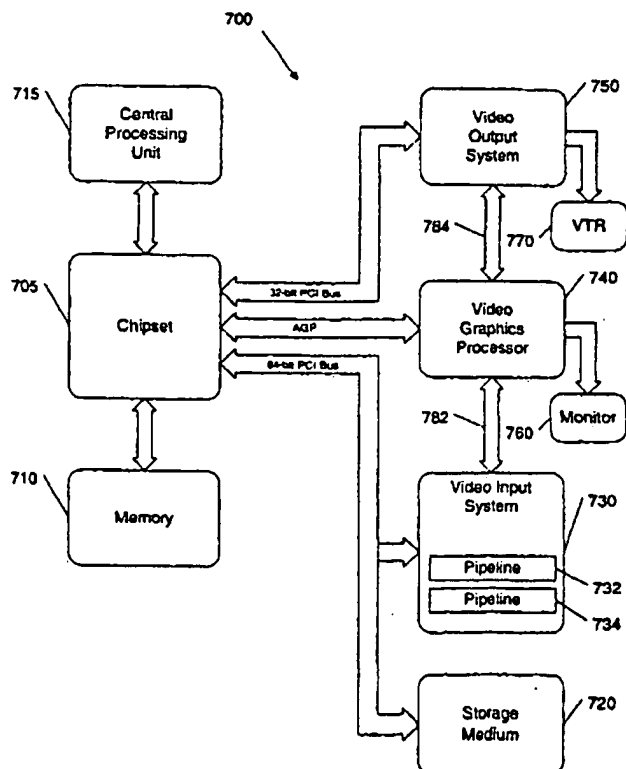 700
715
Central
Processing
Unit
750
Video
Output
System
784
770
VTR
705
Chipset
32-bit PCI Bus
AGP
64-bit PCI Bus
740
Video
Graphics
Processor
782
760
Monitor
710
Memory
Video Input
System
730
Pipeline
732
Pipeline
734
Storage
Medium
720